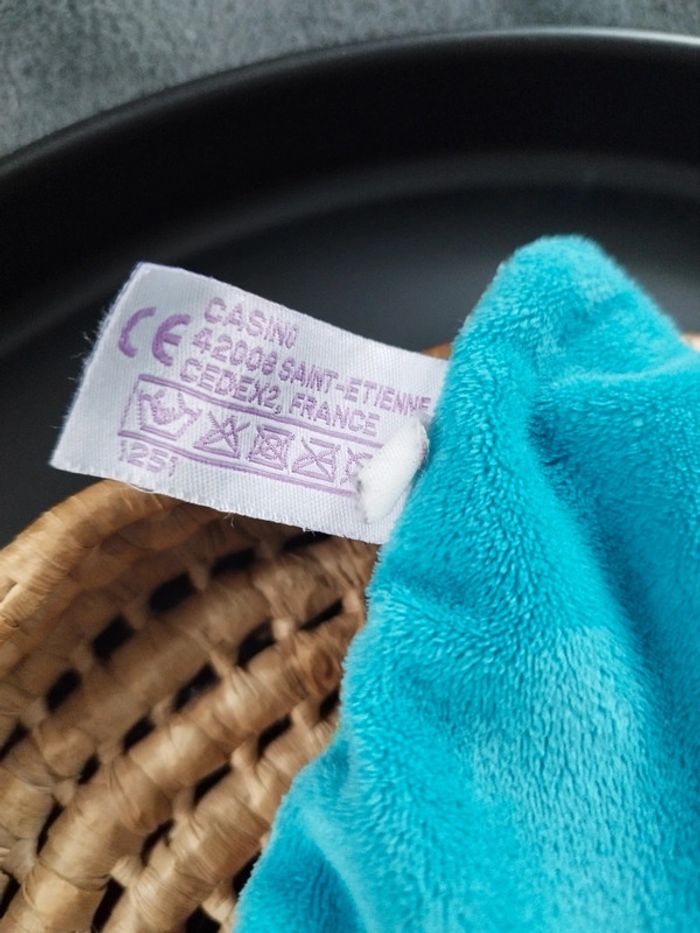 CE
CASINO
42008 SAINT-ETIENNE
CEDEX2, FRANCE
1251